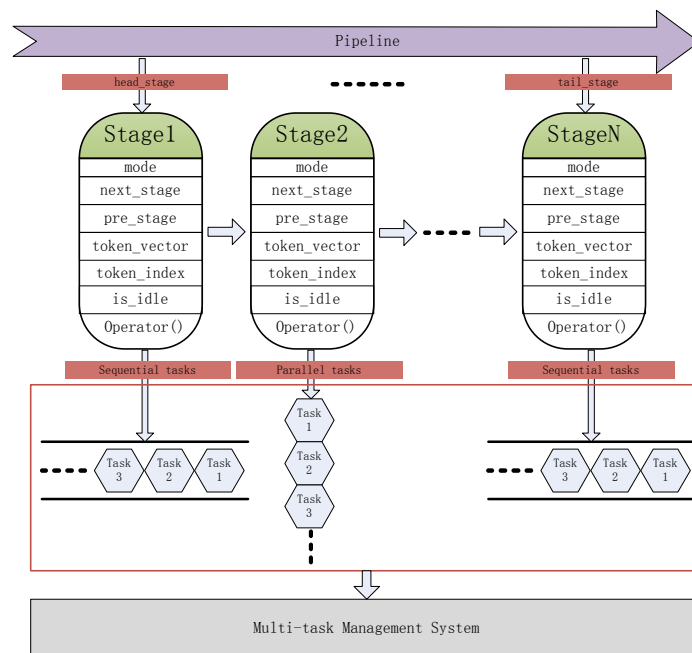 Pipeline
head_stage
tail_stage
Stage1
Stage2
StageN
mode
mode
mode
next_stage
next_stage
next_stage
pre_stage
pre_stage
pre_stage
token_vector
token_vector
token_vector
token_index
token_index
token_index
is_idle
is_idle
is_idle
Operator()
Operator()
Operator()
Sequential tasks
Parallel tasks
Sequential tasks
Task
3
Task
2
Task
1
Task
1
Task
2
Task
3
Task
3
Task
2
Task
1
Multi-task Management System